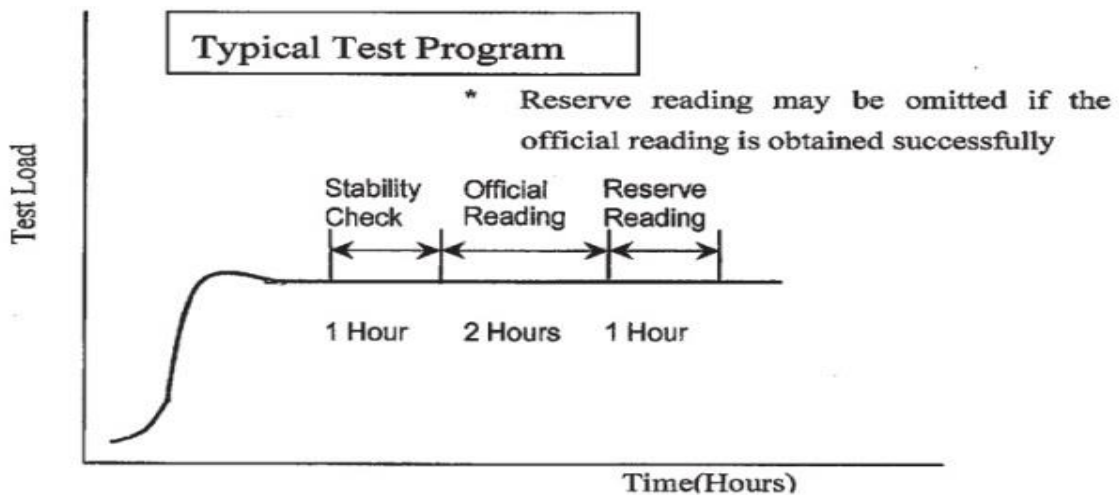 Typical Test Program
* Reserve reading may be omitted if the
official reading is obtained successfully
Test Load
Stability
Check
Official
Reading
Reserve
Reading
1 Hour
2 Hours
1 Hour
Time(Hours)